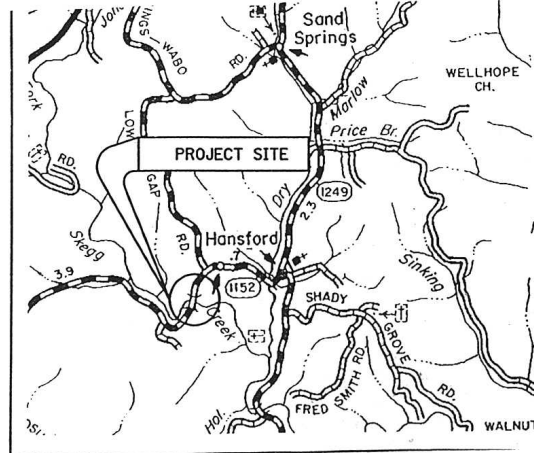 Sand
Springs
WABO
RD.
Marlow
WELLHOPE
CH.
Price Br.
PROJECT SITE
LOW
GAP
RD.
RD.
Dry
1249
2.3
Skegg
Creek
Hansford
.7
1152
3.9
Sinking
SHADY
GROVE
RD.
FRED SMITH RD.
Hol.
WALNUT